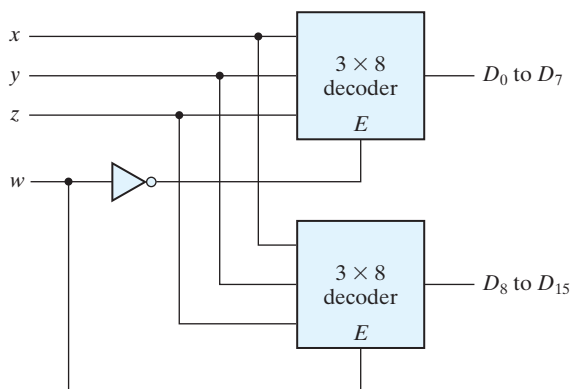 x
y
z
w
3 × 8
decoder
E
D₀ to D₇
3 × 8
decoder
E
D₈ to D₁₅